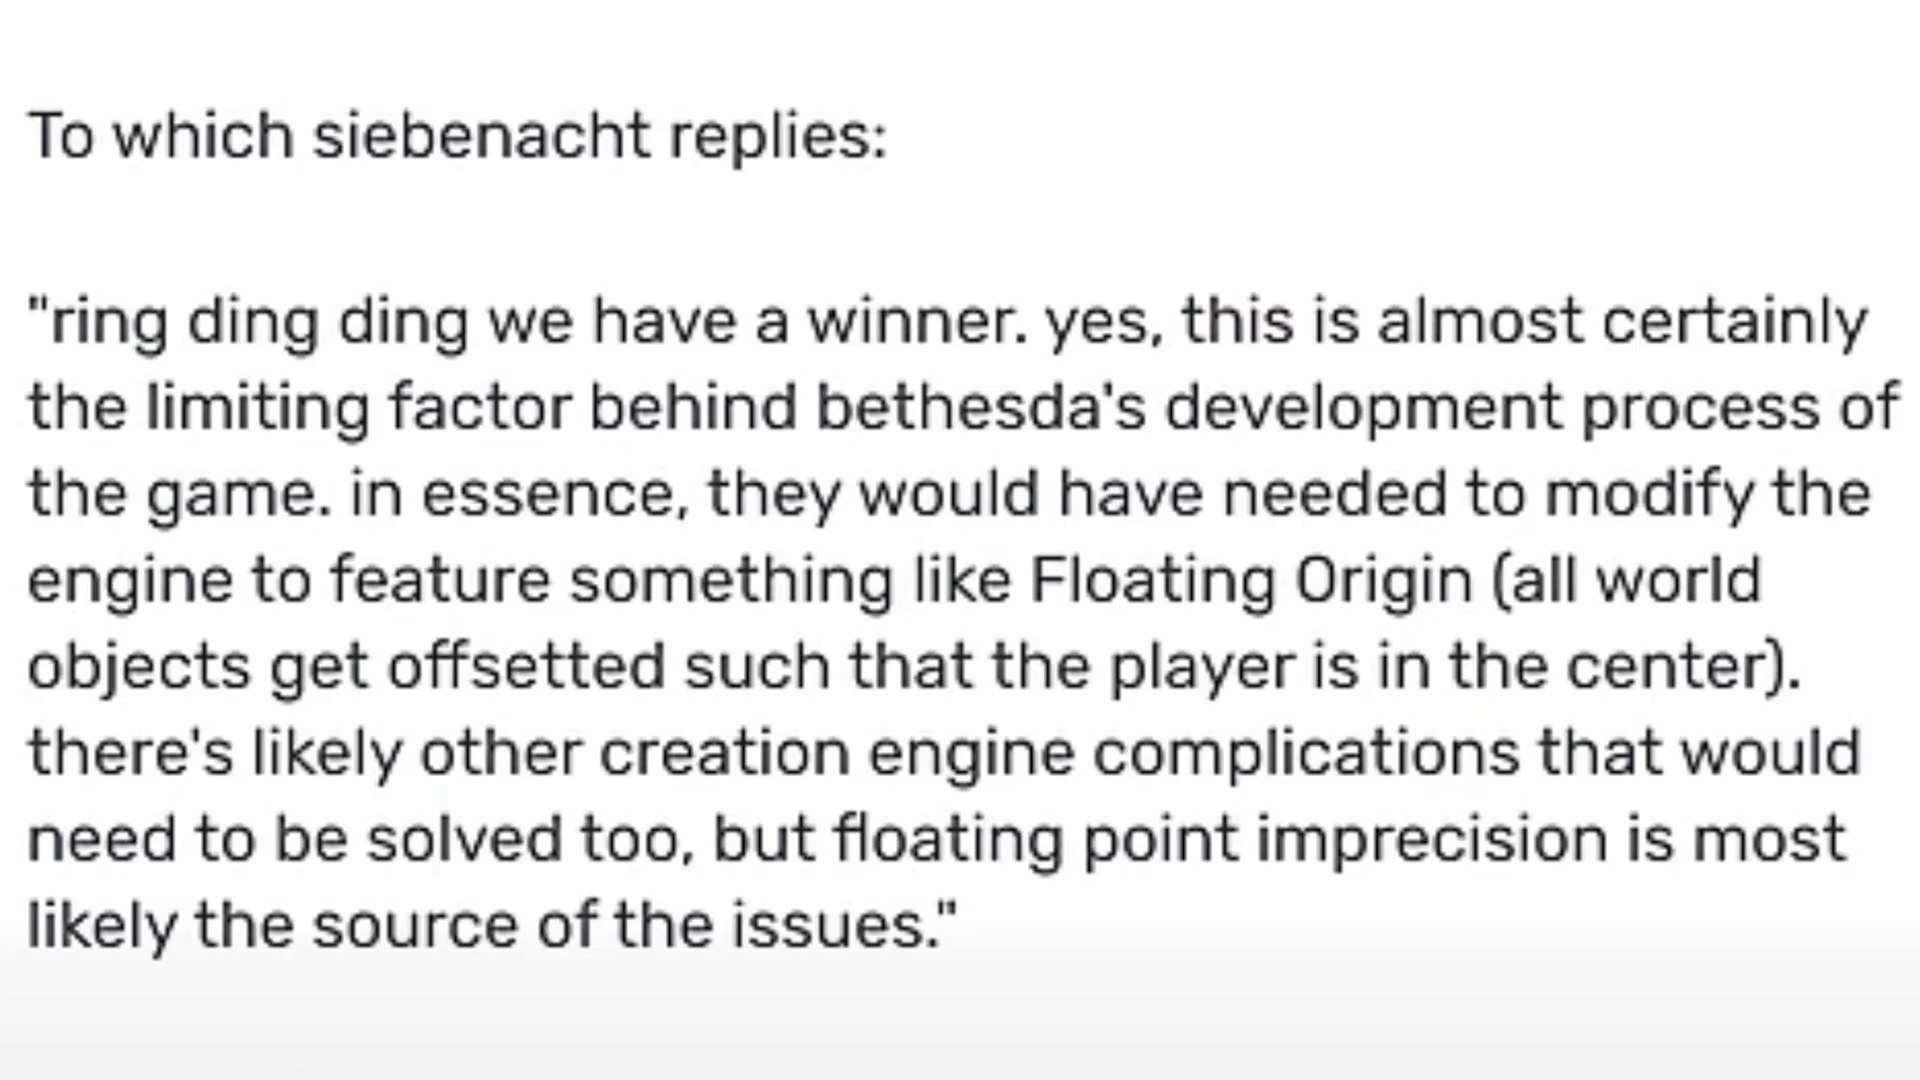 To which siebenacht replies:
"ring ding ding we have a winner. yes, this is almost certainly
the limiting factor behind bethesda's development process of
the game. in essence, they would have needed to modify the
engine to feature something like Floating Origin (all world
objects get offsetted such that the player is in the center).
there's likely other creation engine complications that would
need to be solved too, but floating point imprecision is most
likely the source of the issues."